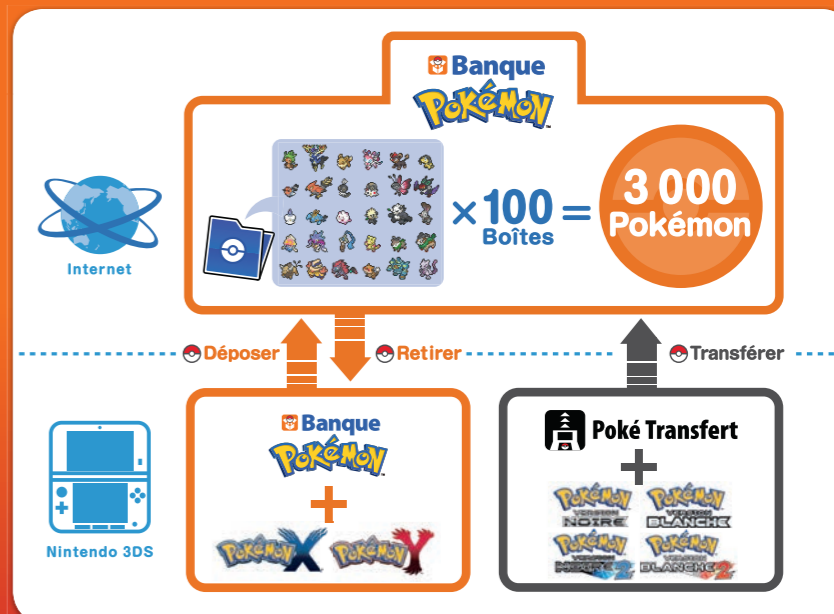 Banque
POKÉMON™
×100 =
Boîtes
3 000
Pokémon
Internet
Déposer
Retirer
Transférer
Banque
POKÉMON
+
POKÉMON X POKÉMON Y
Poké Transfert
+
POKÉMON POKÉMON
VERSION VERSION
NOIRE BLANCHE
POKÉMON POKÉMON
VERSION VERSION
NOIRE 2 BLANCHE 2
Nintendo 3DS